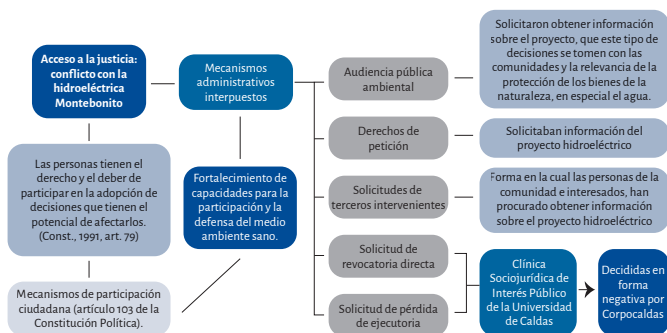 Acceso a la justicia:
conflicto con la
hidroeléctrica
Montebonito
Las personas tienen el
derecho y el deber de
participar en la adopción de
decisiones que tienen el
potencial de afectarlos.
(Const., 1991, art. 79)
Mecanismos de participación
ciudadana (artículo 103 de la
Constitución Política).
Mecanismos
administrativos
interpuestos
Fortalecimiento de
capacidades para la
participación y la
defensa del medio
ambiente sano.
Audiencia pública
ambiental
Solicitaron obtener información
sobre el proyecto, que este tipo de
decisiones se tomen con las
comunidades y la relevancia de la
protección de los bienes de la
naturaleza, en especial el agua.
Derechos de
petición
Solicitaban información del
proyecto hidroeléctrico
Solicitudes de
terceros intervenientes
Forma en la cual las personas de la
comunidad e interesados, han
procurado obtener información
sobre el proyecto hidroeléctrico
Solicitud de
revocatoria directa
Solicitud de pérdida
de ejecutoria
Clínica
Sociojurídica de
Interés Público
de la Universidad
de Caldas
Decididas en
forma
negativa por
Corpocaldas